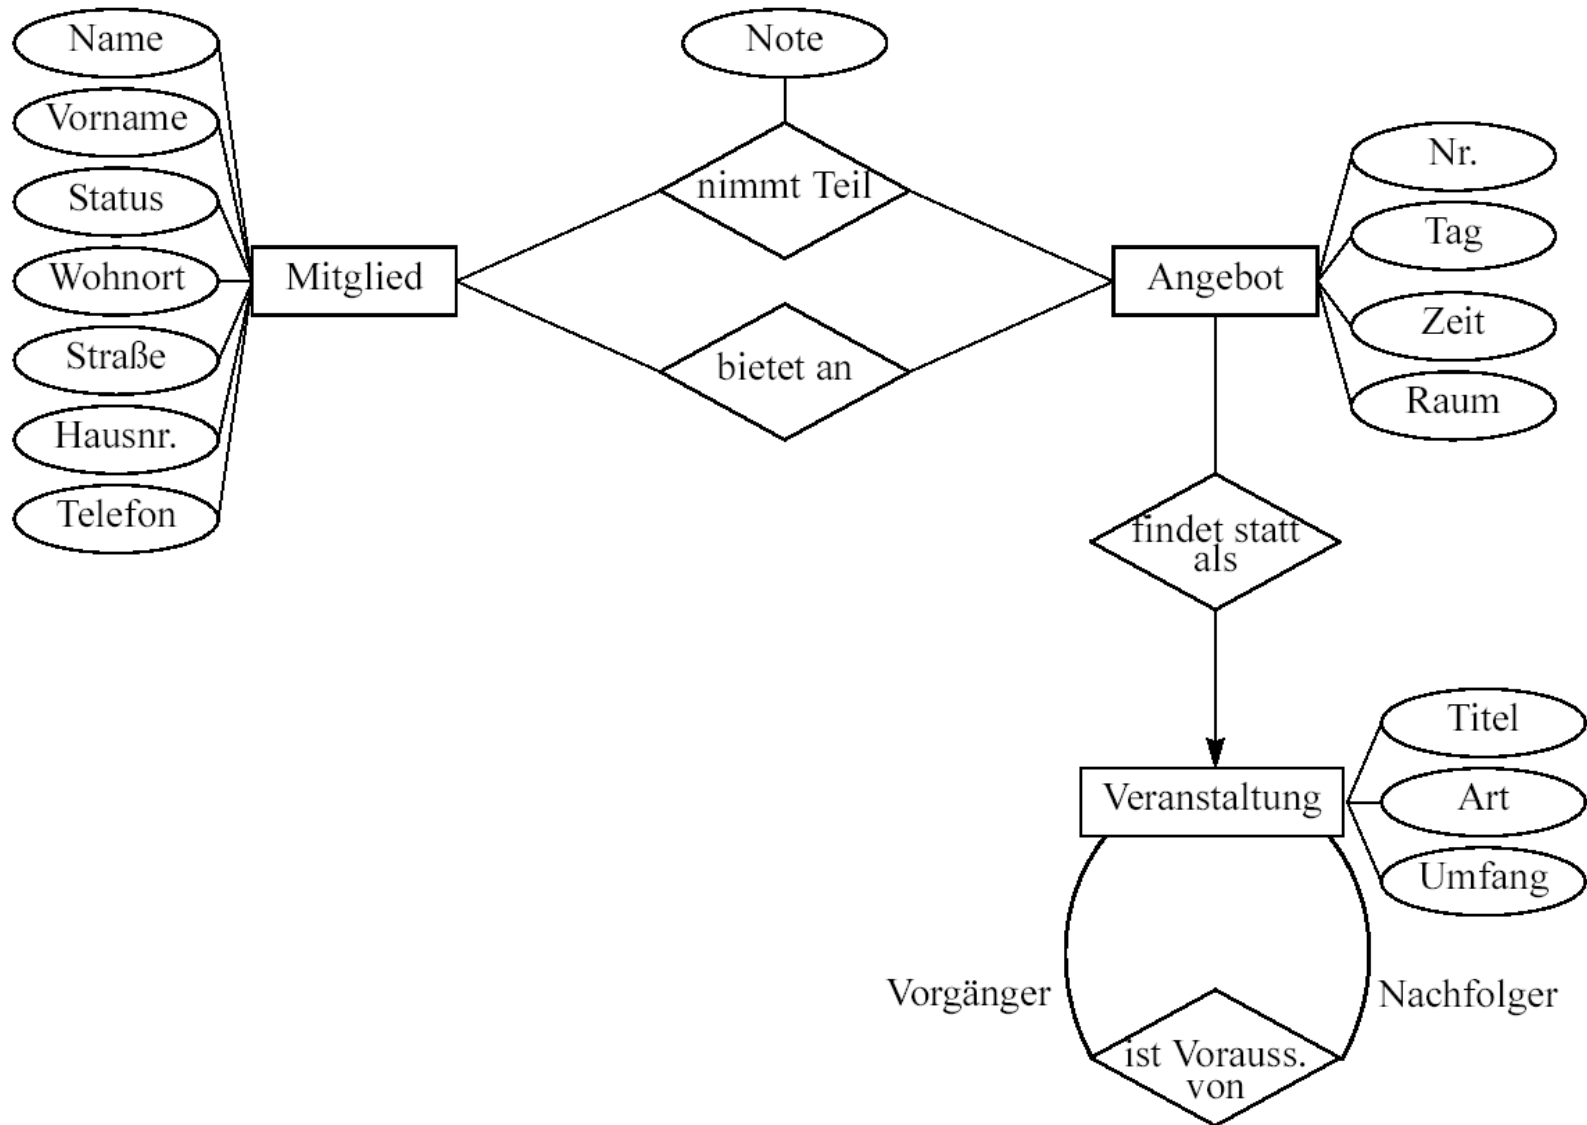 Name
Vorname
Status
Wohnort
Straße
Hausnr.
Telefon
Mitglied
Note
nimmt Teil
bietet an
Angebot
Nr.
Tag
Zeit
Raum
findet statt
als
Veranstaltung
Titel
Art
Umfang
Vorgänger
Nachfolger
ist Vorauss.
von